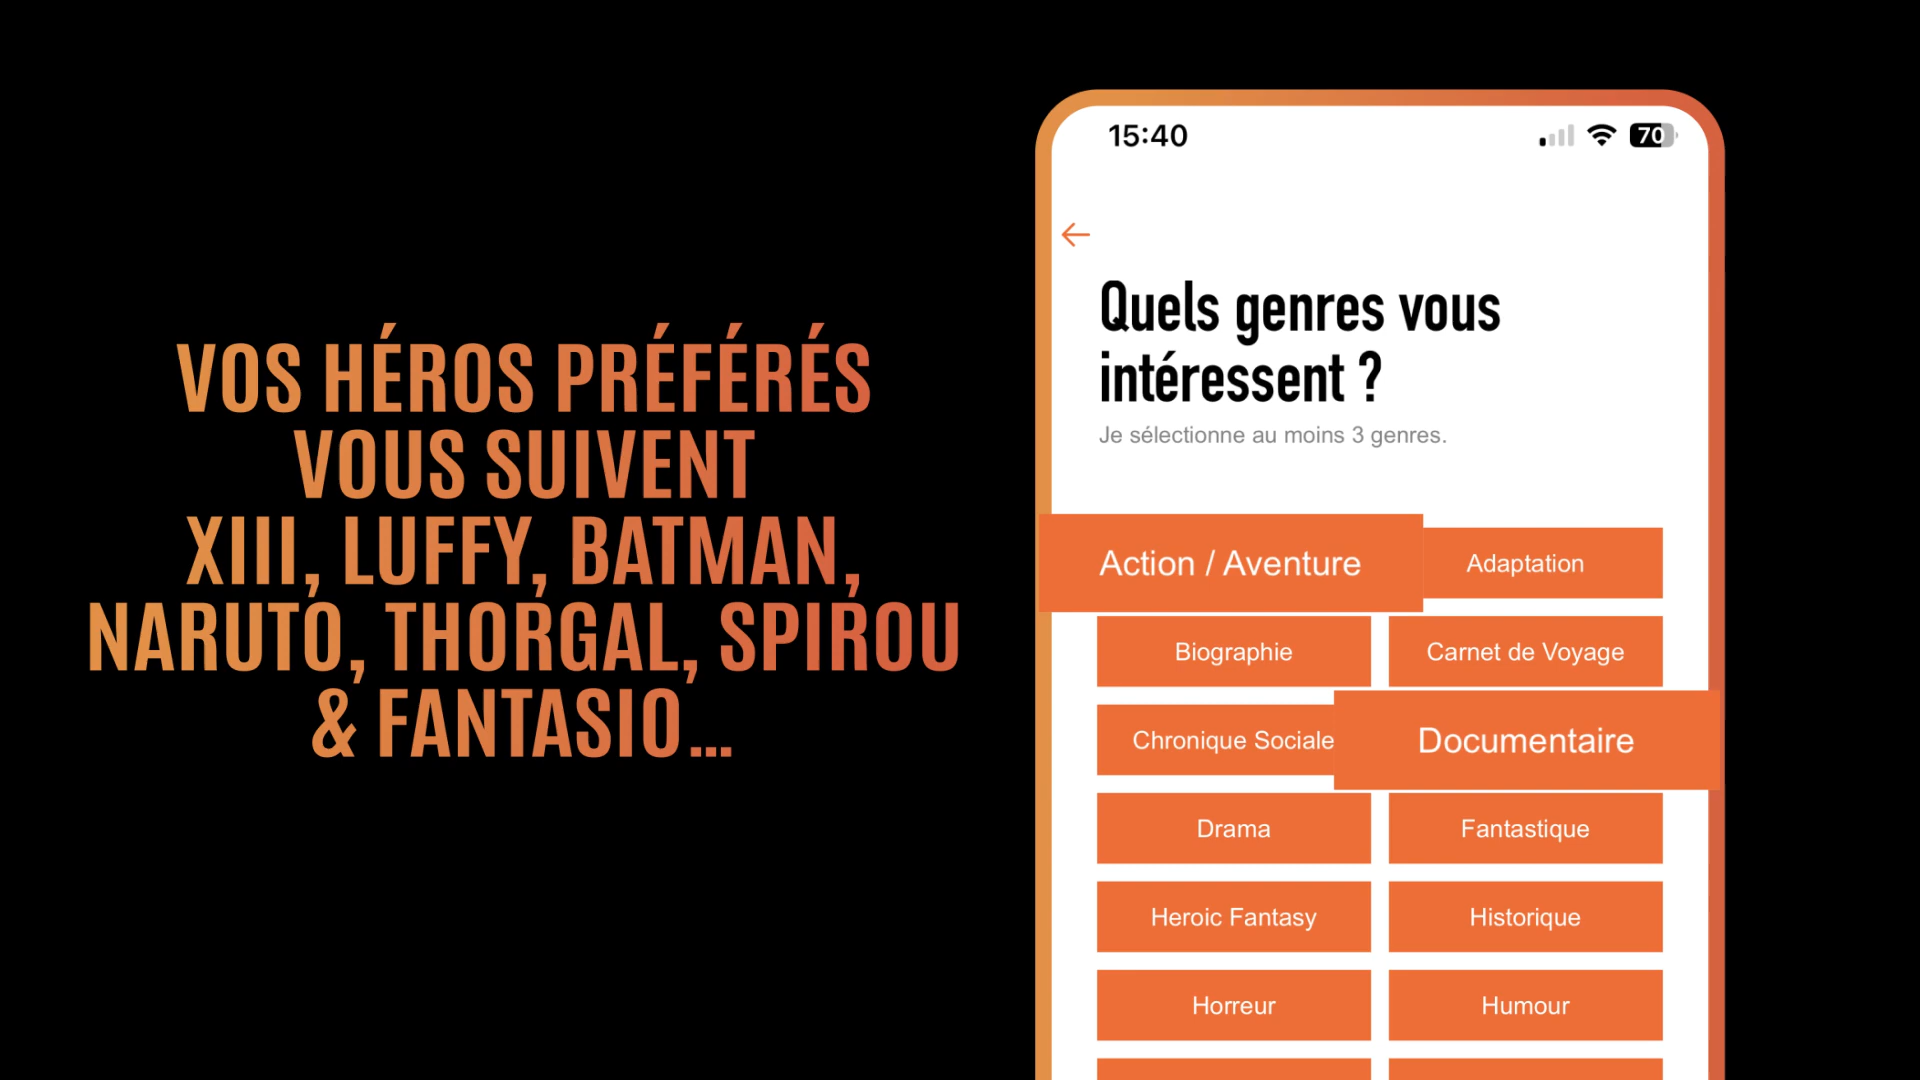 VOS HÉROS PRÉFÉRÉS
VOUS SUIVENT
XIII, LUFFY, BATMAN,
NARUTO, THORGAL, SPIROU
& FANTASIO...
15:40
70
Quels genres vous
intéressent ?
Je sélectionne au moins 3 genres.
Action / Aventure
Adaptation
Biographie
Carnet de Voyage
Chronique Sociale
Documentaire
Drama
Fantastique
Heroic Fantasy
Historique
Horreur
Humour